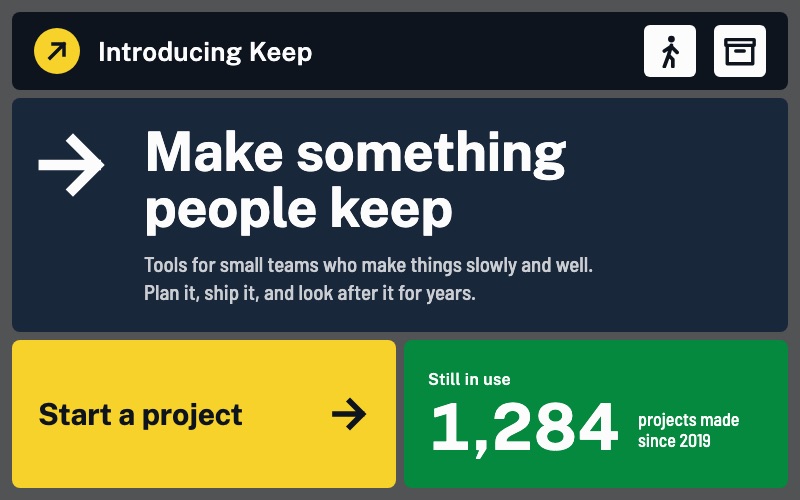 Introducing Keep
Make something
people keep
Tools for small teams who make things slowly and well.
Plan it, ship it, and look after it for years.
Start a project
Still in use
1,284
projects made
since 2019